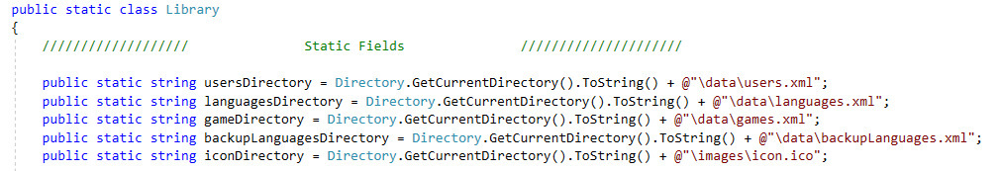 public static class Library
{
/////////////////// Static Fields /////////////////////
public static string usersDirectory = Directory.GetCurrentDirectory().ToString() + @"\data\users.xml";
public static string languagesDirectory = Directory.GetCurrentDirectory().ToString() + @"\data\languages.xml";
public static string gameDirectory = Directory.GetCurrentDirectory().ToString() + @"\data\games.xml";
public static string backupLanguagesDirectory = Directory.GetCurrentDirectory().ToString() + @"\data\backupLanguages.xml";
public static string iconDirectory = Directory.GetCurrentDirectory().ToString() + @"\images\icon.ico";